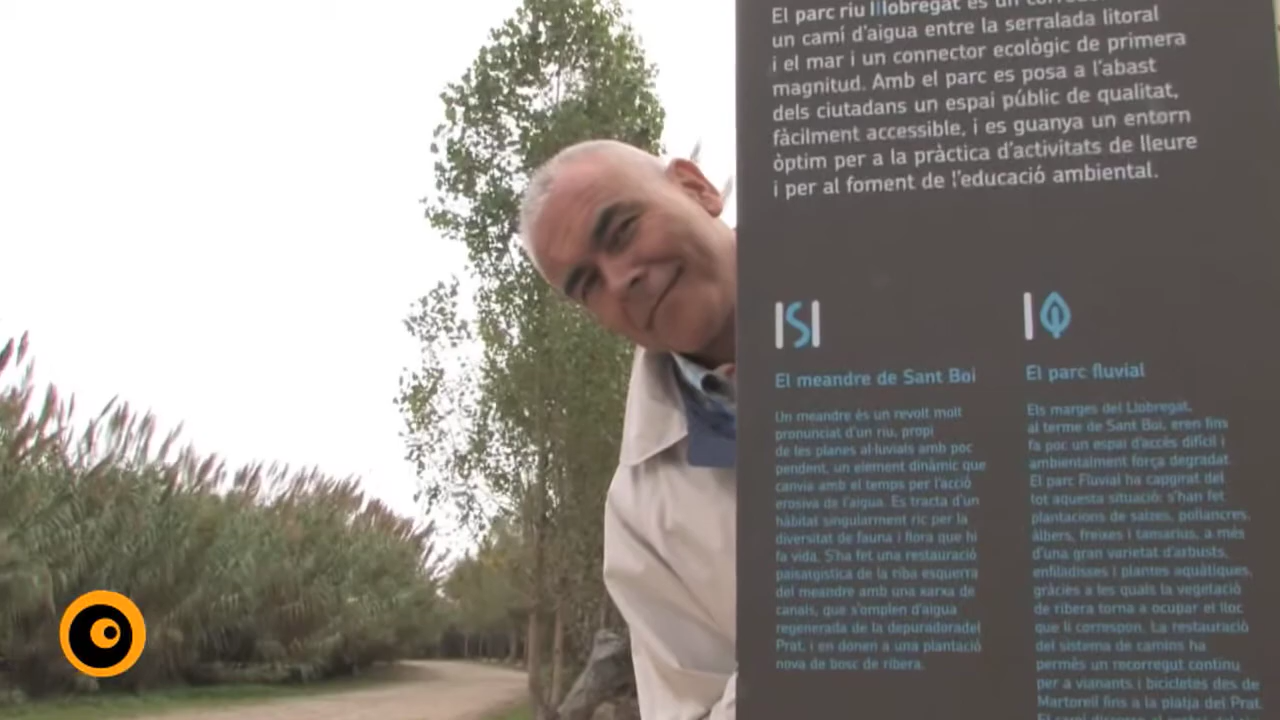 El parc riu Llobregat és un
un camí d'aigua entre la serralada litoral
i el mar i un connector ecològic de primera
magnitud. Amb el parc es posa a l'abast
dels ciutadans un espai públic de qualitat,
fàcilment accessible, i es guanya un entorn
òptim per a la pràctica d'activitats de lleure
i per al foment de l'educació ambiental.
El meandre de Sant Boi
Un meandre és un revolt molt
pronunciat d'un riu, propi
de les planes al·luvials amb poc
pendent, un element dinàmic que
canvia amb el temps per l'acció
erosiva de l'aigua. Es tracta d'un
hàbitat singularment ric per la
diversitat de fauna i flora que hi
fa vida. S'ha fet una restauració
paisatgística de la riba esquerra
del meandre amb una xarxa de
canals, que s'omplen d'aigua
regenerada de la depuradoradel
Prat, i en donen a una plantació
nova de bosc de ribera.
El parc fluvial
Els marges del Llobregat,
al terme de Sant Boi, eren fins
fa poc un espai d'accés difícil i
ambientalment força degradat.
El parc Fluvial ha capgirat del
tot aquesta situació: s'han fet
plantacions de salzes, pollancres,
àlbers, freixes i tamarius, a més
d'una gran varietat d'arbusts,
enfiladisses i plantes aquàtiques,
gràcies a les quals la vegetació
de ribera torna a ocupar el lloc
que li correspon. La restauració
del sistema de camins ha
permès un recorregut continu
per a vianants i bicicletes des de
Martorell fins a la platja del Prat.